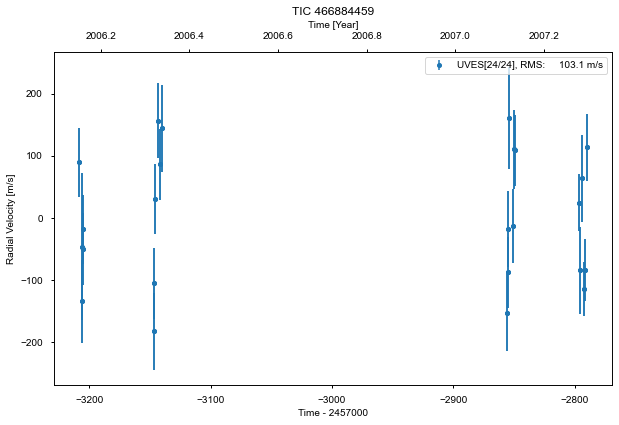 TIC 466884459
Time [Year]
2006.2 2006.4 2006.6 2006.8 2007.0 2007.2
UVES[24/24], RMS: 103.1 m/s
Radial Velocity [m/s]
200
100
0
−100
−200
−3200 −3100 −3000 −2900 −2800
Time - 2457000